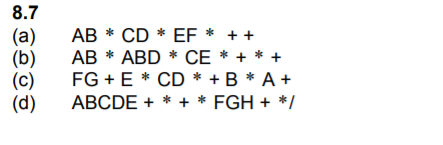 8.7
(a) AB * CD * EF * + +
(b) AB * ABD * CE * + * +
(c) FG + E * CD * + B * A +
(d) ABCDE + * + * FGH + */